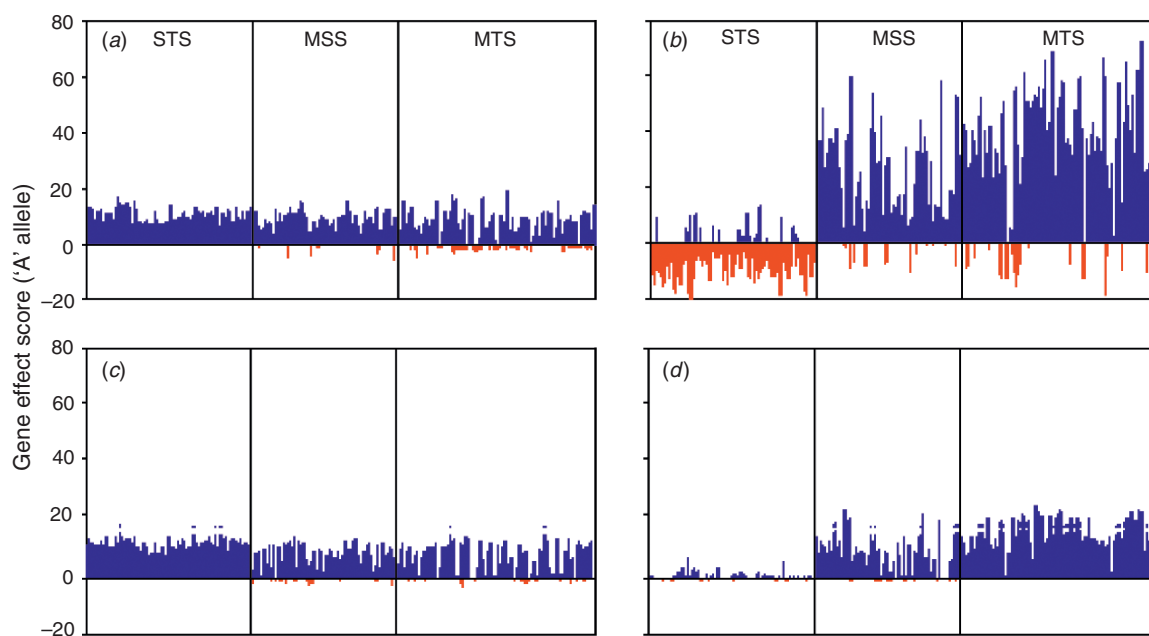 80
(a)
STS
MSS
MTS
(b)
STS
MSS
MTS
60
40
20
0
−20
80
(c)
(d)
60
40
20
0
−20
Gene effect score (‘A’ allele)